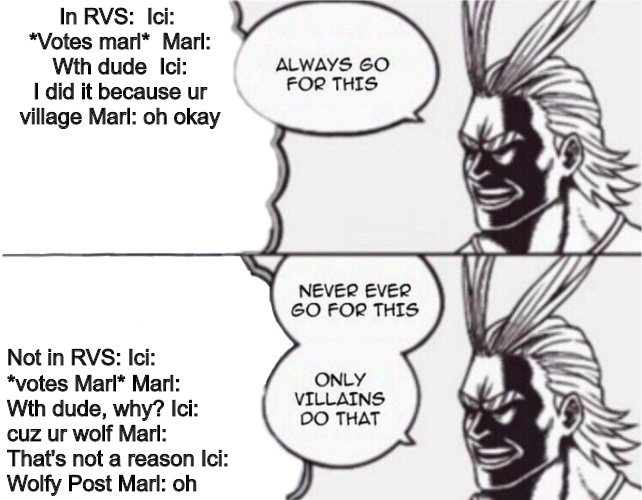 In RVS:  Ici:
*Votes marl*  Marl:
Wth dude  Ici:
I did it because ur
village Marl: oh okay
ALWAYS GO
FOR THIS
NEVER EVER
GO FOR THIS
ONLY
VILLAINS
DO THAT
Not in RVS: Ici:
*votes Marl* Marl:
Wth dude, why? Ici:
cuz ur wolf Marl:
That's not a reason Ici:
Wolfy Post Marl: oh